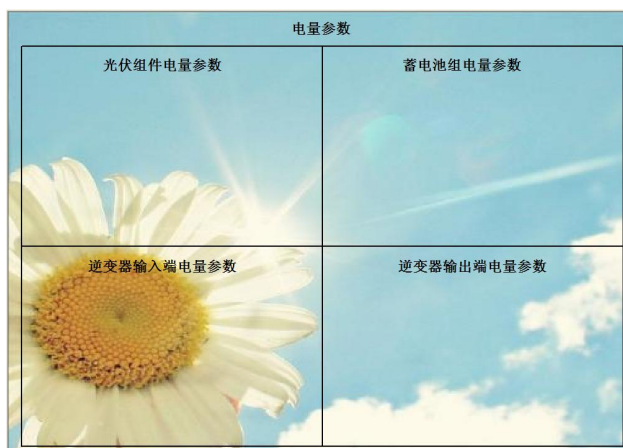 电量参数
光伏组件电量参数
蓄电池组电量参数
逆变器输入端电量参数
逆变器输出端电量参数